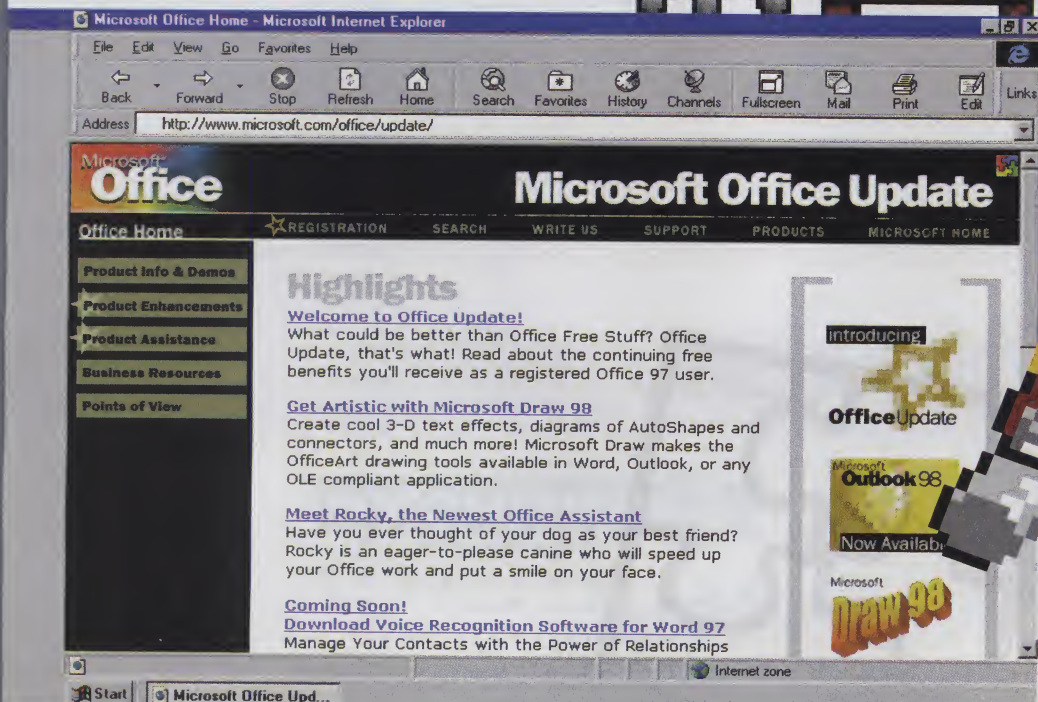 Microsoft Office Home - Microsoft Internet Explorer
File Edit View Go Favorites Help
Back Forward Stop Refresh Home Search Favorites History Channels Fullscreen Mail Print Edit Links
Address http://www.microsoft.com/office/update/
Microsoft
Office
Microsoft Office Update
Office Home
REGISTRATION SEARCH WRITE US SUPPORT PRODUCTS MICROSOFT HOME
Product Info & Demos
Product Enhancements
Product Assistance
Business Resources
Points of View
Highlights
Welcome to Office Update!
What could be better than Office Free Stuff? Office
Update, that's what! Read about the continuing free
benefits you'll receive as a registered Office 97 user.
Get Artistic with Microsoft Draw 98
Create cool 3-D text effects, diagrams of AutoShapes and
connectors, and much more! Microsoft Draw makes the
OfficeArt drawing tools available in Word, Outlook, or any
OLE compliant application.
Meet Rocky, the Newest Office Assistant
Have you ever thought of your dog as your best friend?
Rocky is an eager-to-please canine who will speed up
your Office work and put a smile on your face.
Coming Soon!
Download Voice Recognition Software for Word 97
Manage Your Contacts with the Power of Relationships
introducing
Office Update
Microsoft
Outlook 98
Now Availabl
Microsoft
Draw 98
Internet zone
Start Microsoft Office Upd...